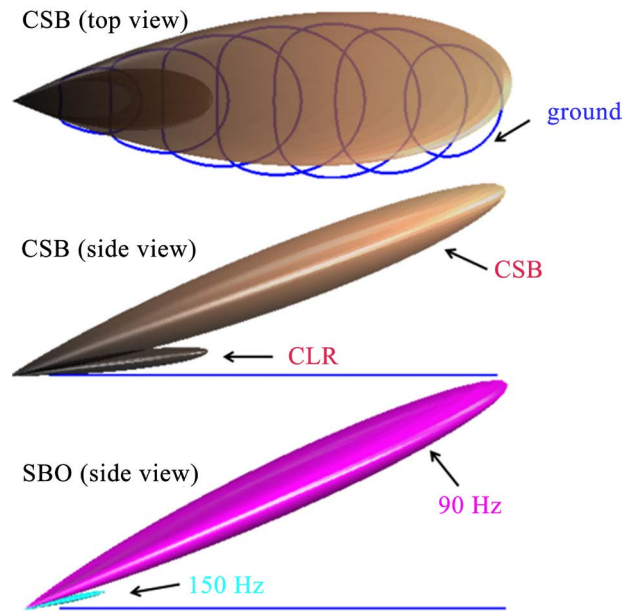 CSB (top view)
ground
CSB (side view)
CSB
CLR
SBO (side view)
90 Hz
150 Hz